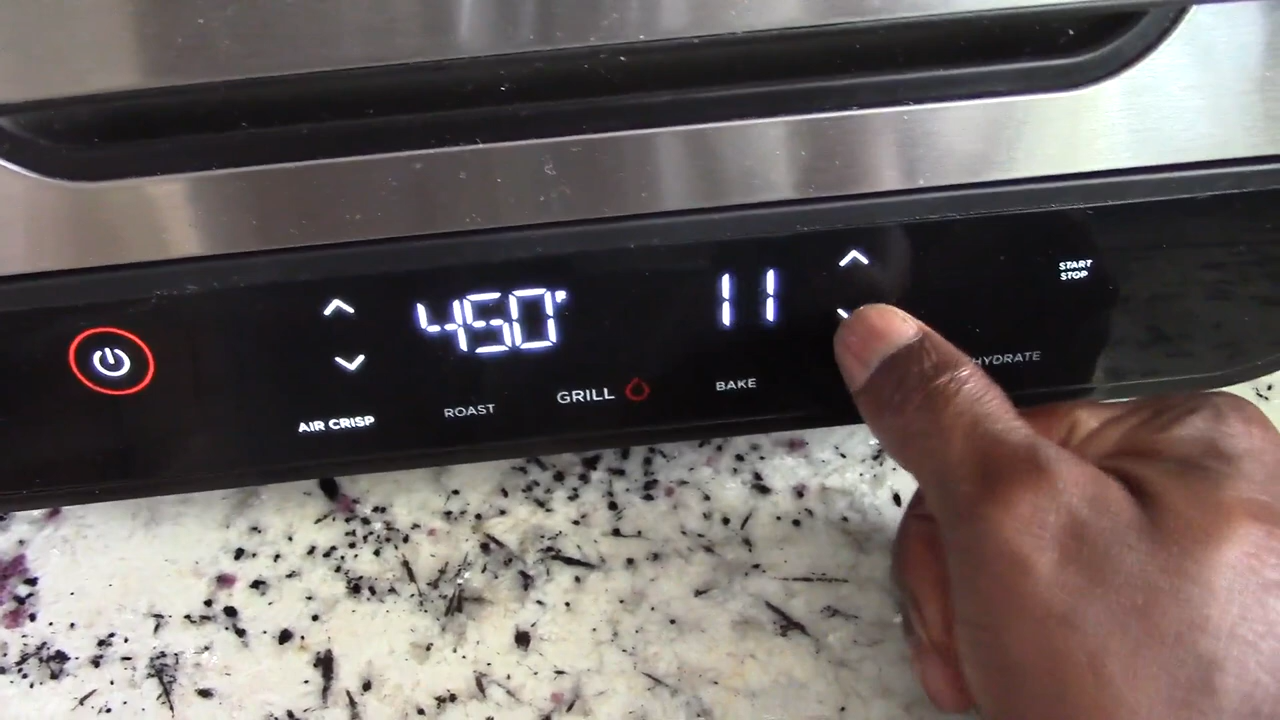 450°F
11
START
STOP
AIR CRISP
ROAST
GRILL
BAKE
HYDRATE